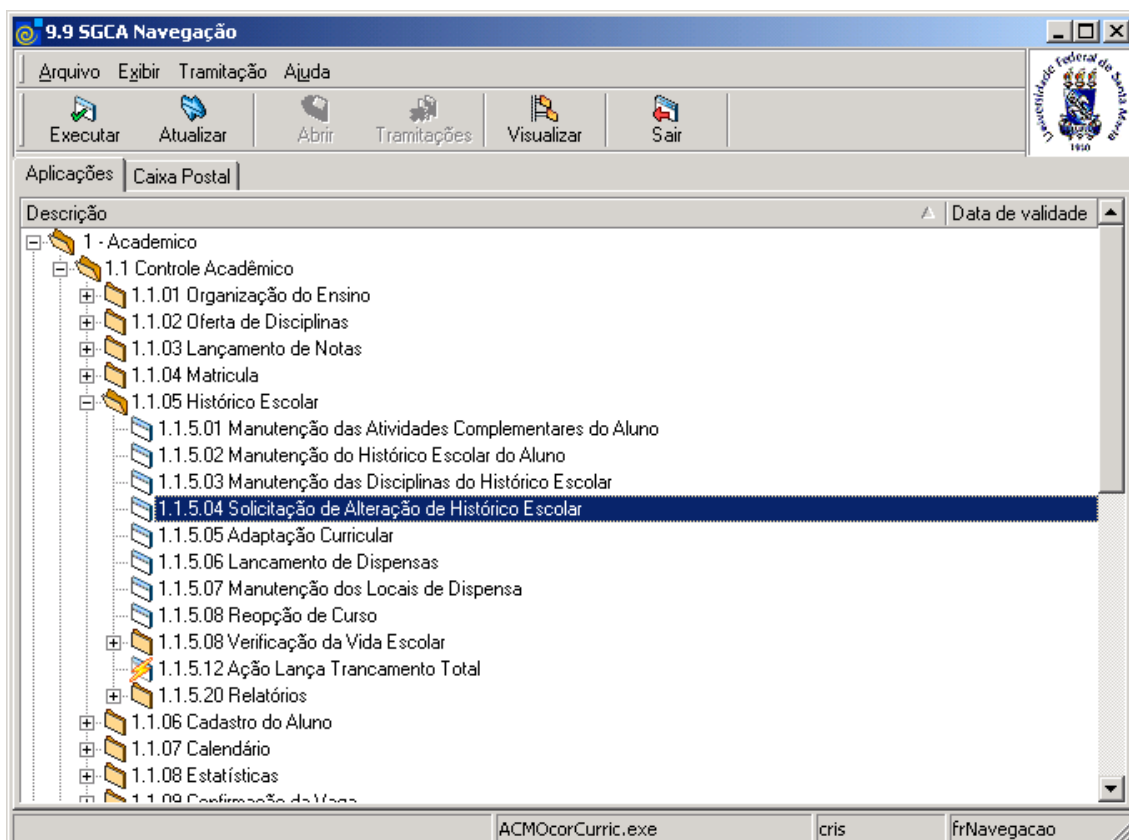 9.9 SGCA Navegação
Arquivo Exibir Tramitação Ajuda
Universidade Federal de Santa Maria
1960
Executar Atualizar Abrir Tramitações Visualizar Sair
Aplicações Caixa Postal
Descrição Data de validade
1 - Academico
1.1 Controle Acadêmico
1.1.01 Organização do Ensino
1.1.02 Oferta de Disciplinas
1.1.03 Lançamento de Notas
1.1.04 Matricula
1.1.05 Histórico Escolar
1.1.5.01 Manutenção das Atividades Complementares do Aluno
1.1.5.02 Manutenção do Histórico Escolar do Aluno
1.1.5.03 Manutenção das Disciplinas do Histórico Escolar
1.1.5.04 Solicitação de Alteração de Histórico Escolar
1.1.5.05 Adaptação Curricular
1.1.5.06 Lancamento de Dispensas
1.1.5.07 Manutenção dos Locais de Dispensa
1.1.5.08 Reopção de Curso
1.1.5.08 Verificação da Vida Escolar
1.1.5.12 Ação Lança Trancamento Total
1.1.5.20 Relatórios
1.1.06 Cadastro do Aluno
1.1.07 Calendário
1.1.08 Estatísticas
1.1.09 Confirmação da Vaga
ACMOcorCurric.exe cris frNavegacao